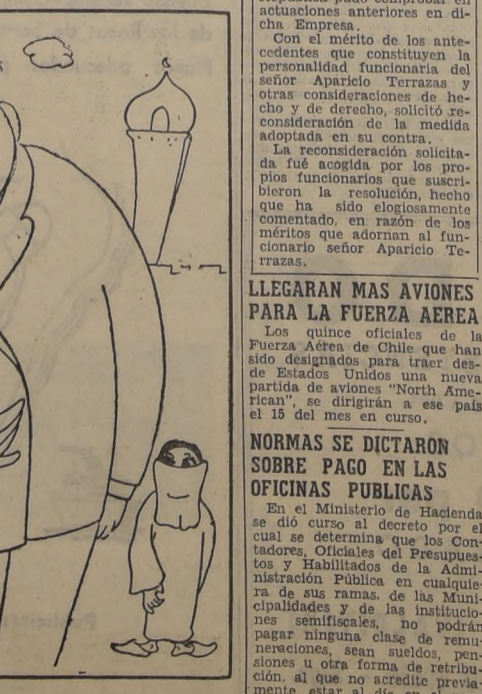 actuaciones anteriores en di-
cha Empresa.
Con el mérito de los ante-
cedentes que constituyen la
personalidad funcionaria del
señor Aparicio Terrazas y
otras consideraciones de he-
cho y de derecho, solicitó re-
consideración de la medida
adoptada en su contra.
La reconsideración solicita-
da fué acogida por los pro-
pios funcionarios que suscri-
bieron la resolución, hecho
que ha sido elogiosamente
comentado, en razón de los
méritos que adornan al fun-
cionario señor Aparicio Te-
rrazas.
LLEGARAN MAS AVIONES
PARA LA FUERZA AEREA
Los quince oficiales de la
Fuerza Aérea de Chile que han
sido designados para traer des-
de Estados Unidos una nueva
partida de aviones "North Ame-
rican", se dirigirán a ese país
el 15 del mes en curso.
NORMAS SE DICTARON
SOBRE PAGO EN LAS
OFICINAS PUBLICAS
En el Ministerio de Hacienda
se dió curso al decreto por el
cual se determina que los Con-
tadores, Oficiales del Presupues-
tos y Habilitados de la Admi-
nistración Pública en cualquie-
ra de sus ramas, de las Muni-
cipalidades y de las institucio-
nes semifiscales, no podrán
pagar ninguna clase de remu-
neraciones, sean sueldos, pen-
siones u otra forma de retribu-
ción, al que no acredite previa-
mente estar al día en el